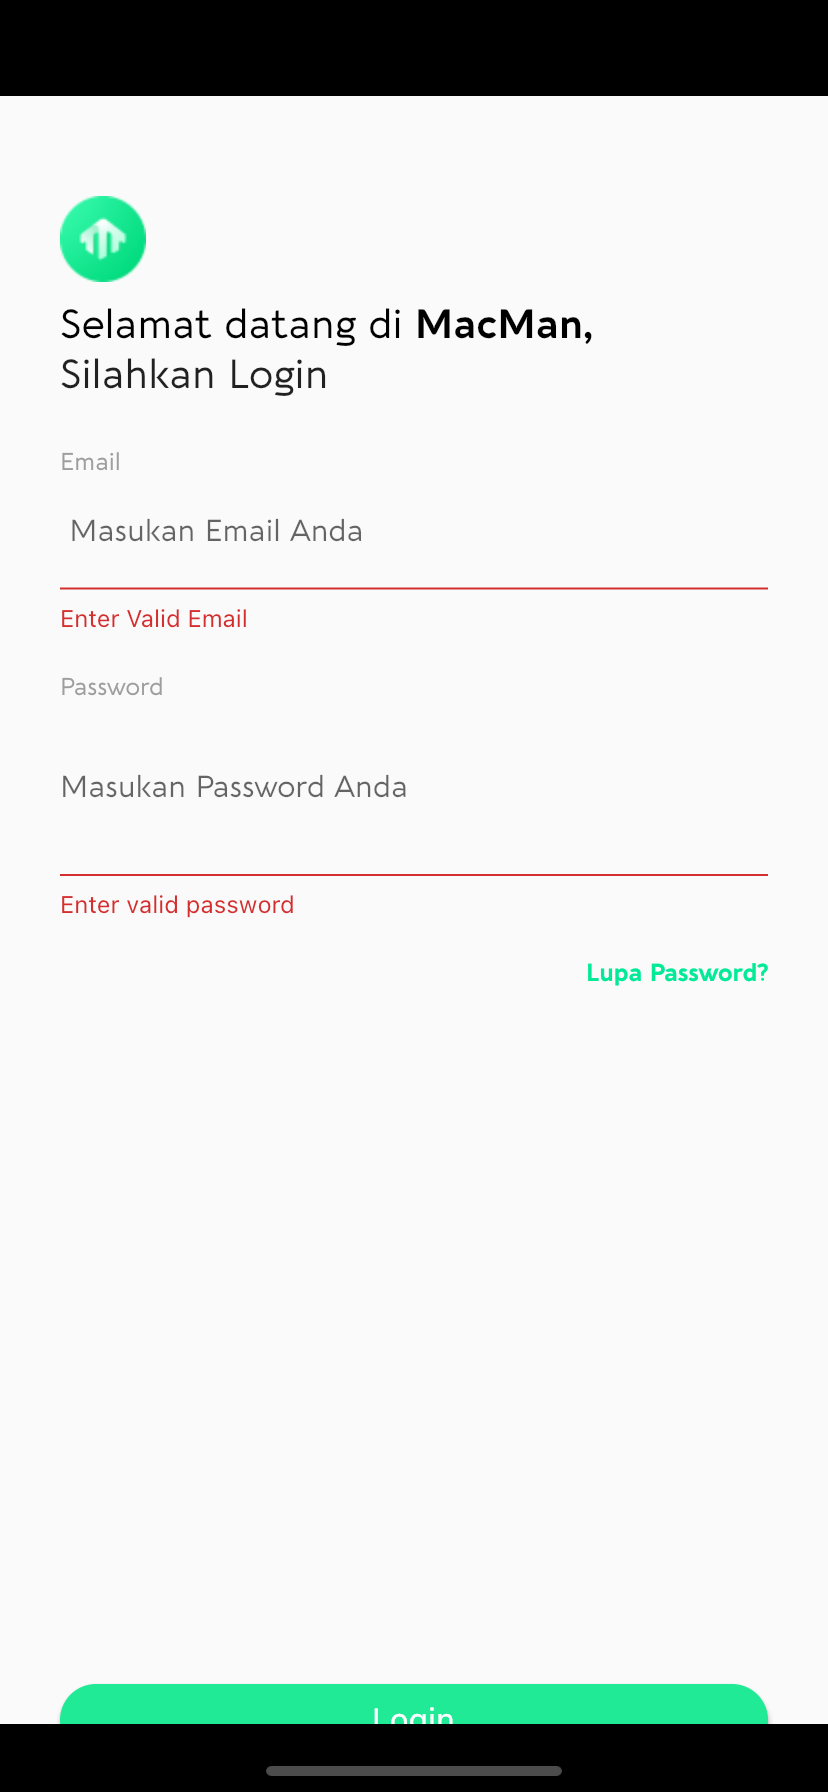 Selamat datang di MacMan,
Silahkan Login
Email
Masukan Email Anda
Enter Valid Email
Password
Masukan Password Anda
Enter valid password
Lupa Password?
Login